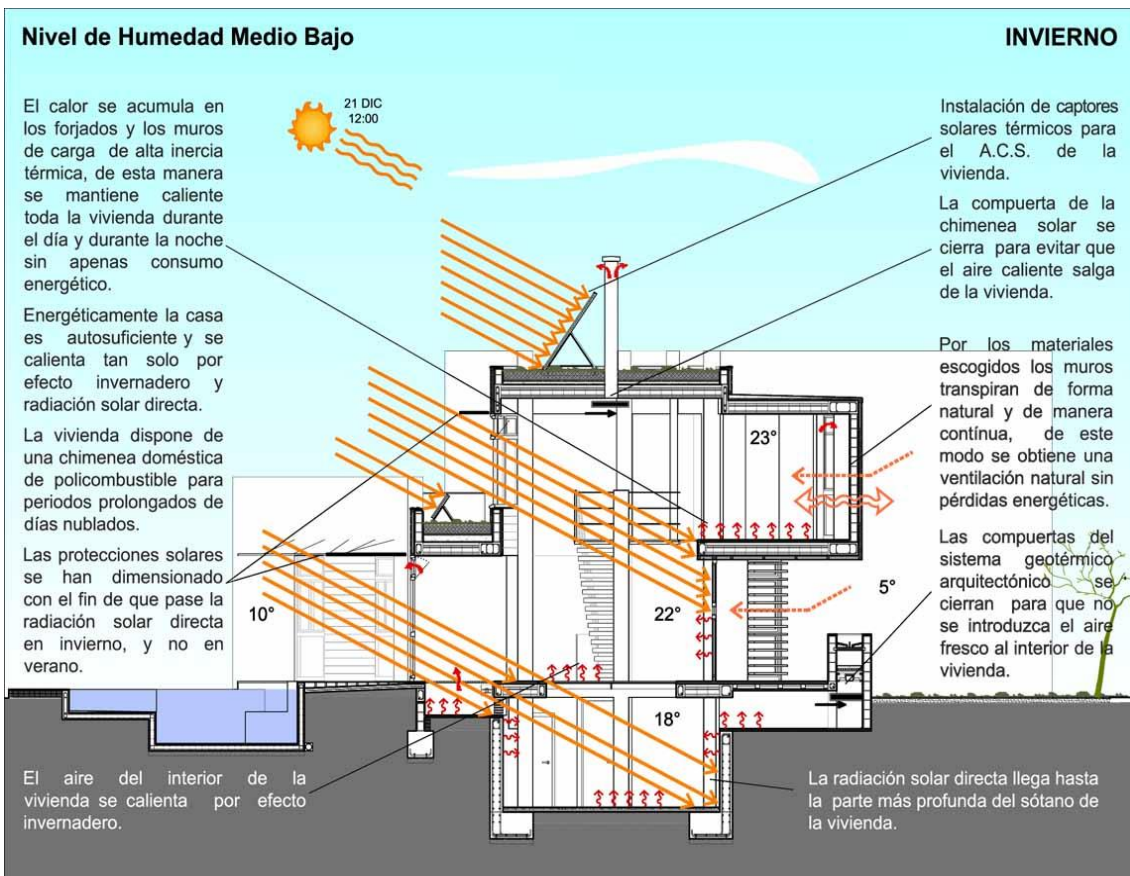 Nivel de Humedad Medio Bajo
INVIERNO
El calor se acumula en
los forjados y los muros
de carga de alta inercia
térmica, de esta manera
se mantiene caliente
toda la vivienda durante
el día y durante la noche
sin apenas consumo
energético.
Energéticamente la casa
es autosuficiente y se
calienta tan solo por
efecto invernadero y
radiación solar directa.
La vivienda dispone de
una chimenea doméstica
de policombustible para
periodos prolongados de
días nublados.
Las protecciones solares
se han dimensionado
con el fin de que pase la
radiación solar directa
en invierno, y no en
verano.
21 DIC
12:00
Instalación de captores
solares térmicos para
el A.C.S. de la
vivienda.
La compuerta de la
chimenea solar se
cierra para evitar que
el aire caliente salga
de la vivienda.
Por los materiales
escogidos los muros
transpiran de forma
natural y de manera
contínua, de este
modo se obtiene una
ventilación natural sin
pérdidas energéticas.
Las compuertas del
sistema geotérmico
arquitectónico se
cierran para que no
se introduzca el aire
fresco al interior de la
vivienda.
23°
10°
22°
5°
18°
El aire del interior de la
vivienda se calienta por efecto
invernadero.
La radiación solar directa llega hasta
la parte más profunda del sótano de
la vivienda.